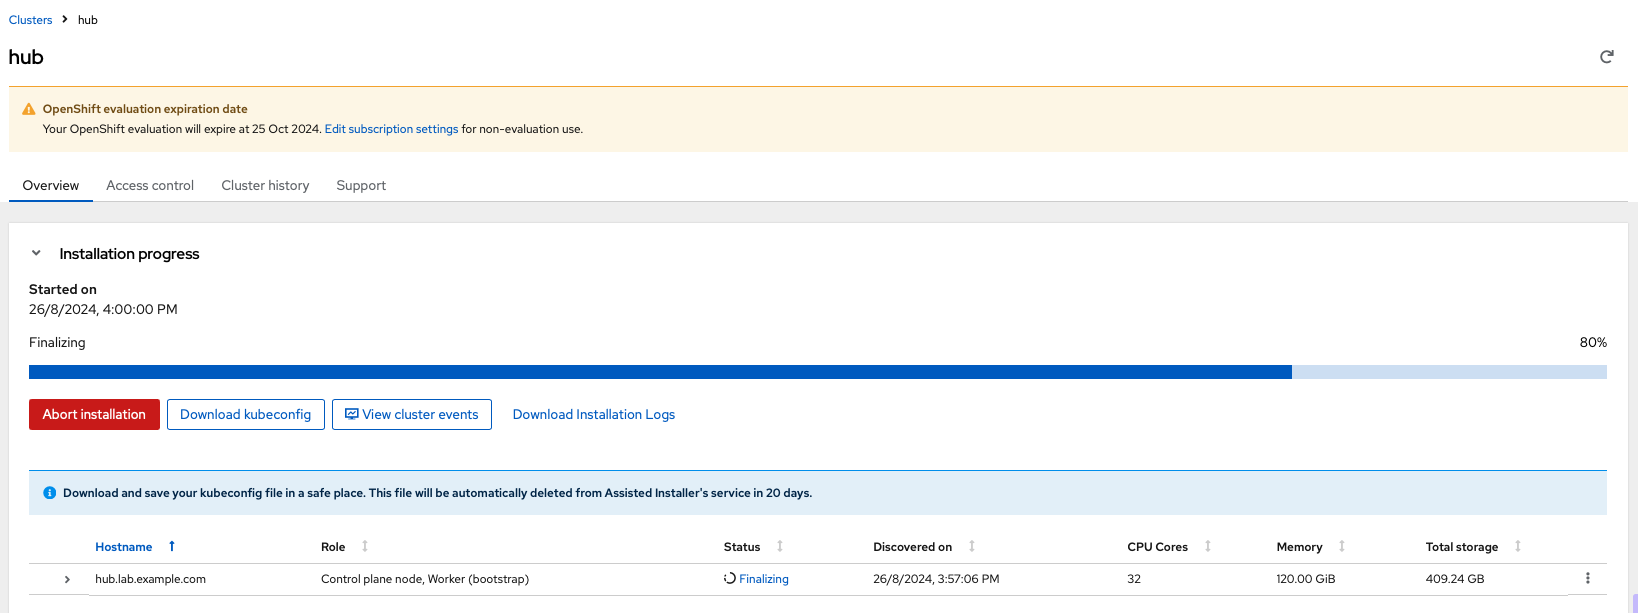 Clusters > hub
hub
OpenShift evaluation expiration date
Your OpenShift evaluation will expire at 25 Oct 2024. Edit subscription settings for non-evaluation use.
Overview Access control Cluster history Support
Installation progress
Started on
26/8/2024, 4:00:00 PM
Finalizing 80%
Abort installation Download kubeconfig View cluster events Download Installation Logs
Download and save your kubeconfig file in a safe place. This file will be automatically deleted from Assisted Installer's service in 20 days.
Hostname Role Status Discovered on CPU Cores Memory Total storage
hub.lab.example.com Control plane node, Worker (bootstrap) Finalizing 26/8/2024, 3:57:06 PM 32 120.00 GiB 409.24 GB